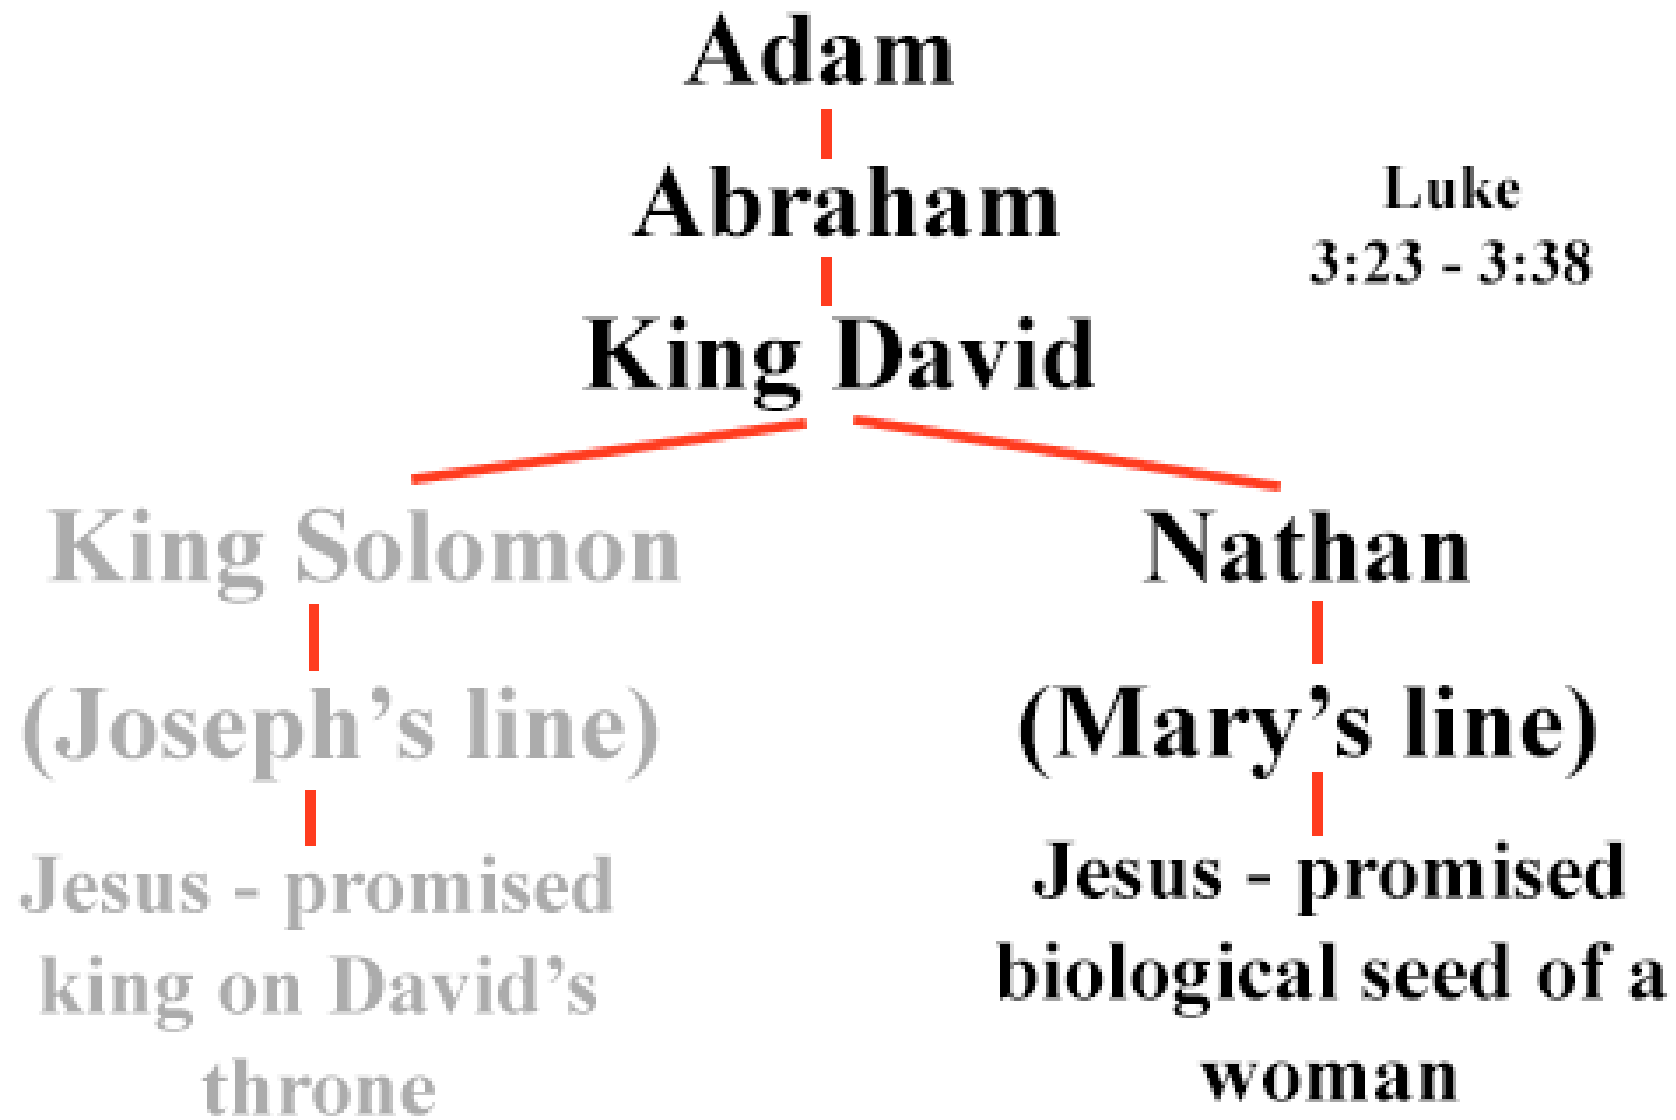 Adam
Abraham
Luke
3:23 - 3:38
King David
King Solomon
Nathan
(Joseph's line)
(Mary's line)
Jesus - promised
king on David's
throne
Jesus - promised
biological seed of a
woman